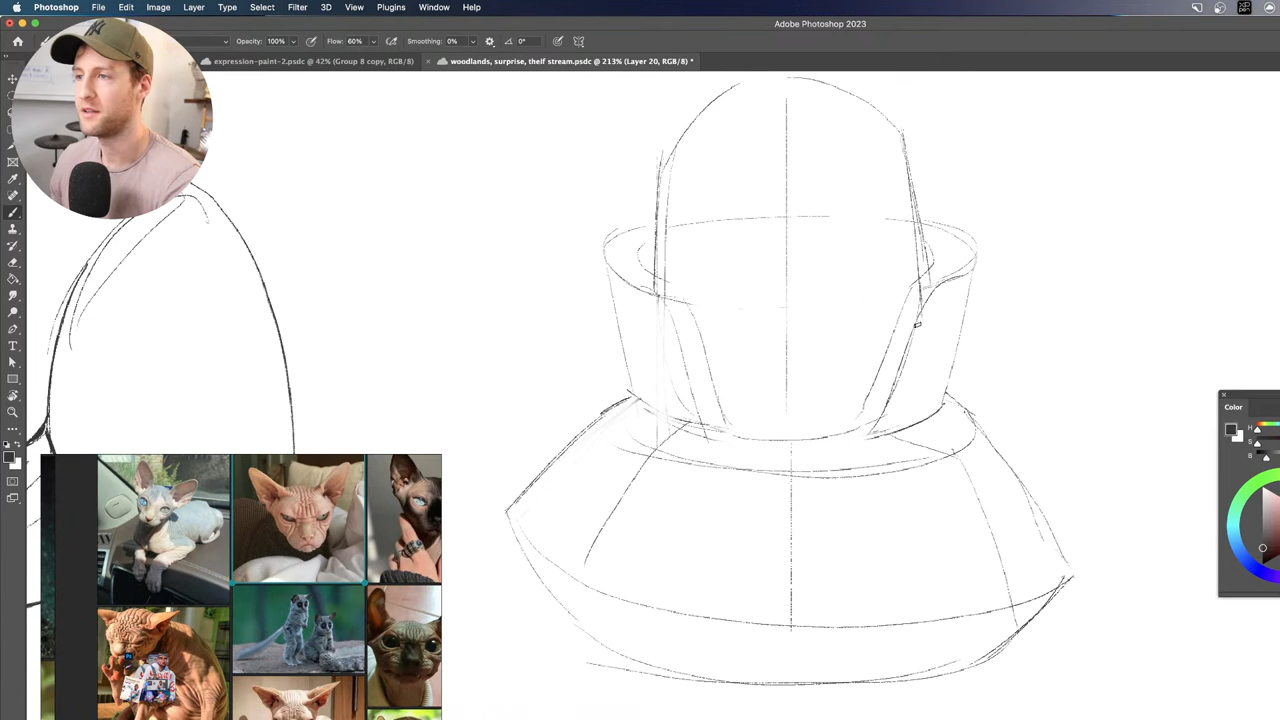 Photoshop File Edit Image Layer Type Select Filter 3D View Plugins Window Help
Adobe Photoshop 2023
Opacity: 100% Flow: 60% Smoothing: 0% 0°
expression-paint-2.psdc @ 42% (Group 8 copy, RGB/8)
woodlands, surprise, theif stream.psdc @ 213% (Layer 20, RGB/8) *
Color
H
S
B